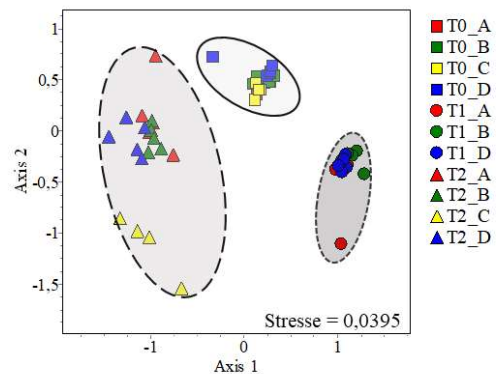 1
0.5
0
-0.5
-1
-1.5
Axis 2
-1
0
1
Axis 1
Stresse = 0,0395
T0_A
T0_B
T0_C
T0_D
T1_A
T1_B
T1_D
T2_A
T2_B
T2_C
T2_D